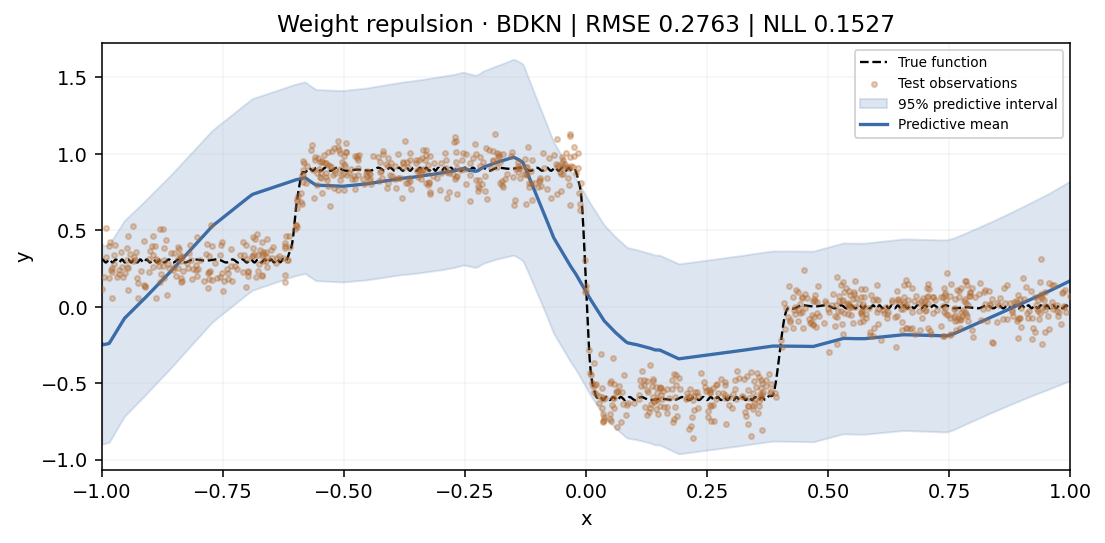 Weight repulsion · BDKN | RMSE 0.2763 | NLL 0.1527
True function
Test observations
95% predictive interval
Predictive mean
y
1.5
1.0
0.5
0.0
−0.5
−1.0
−1.00 −0.75 −0.50 −0.25 0.00 0.25 0.50 0.75 1.00
x